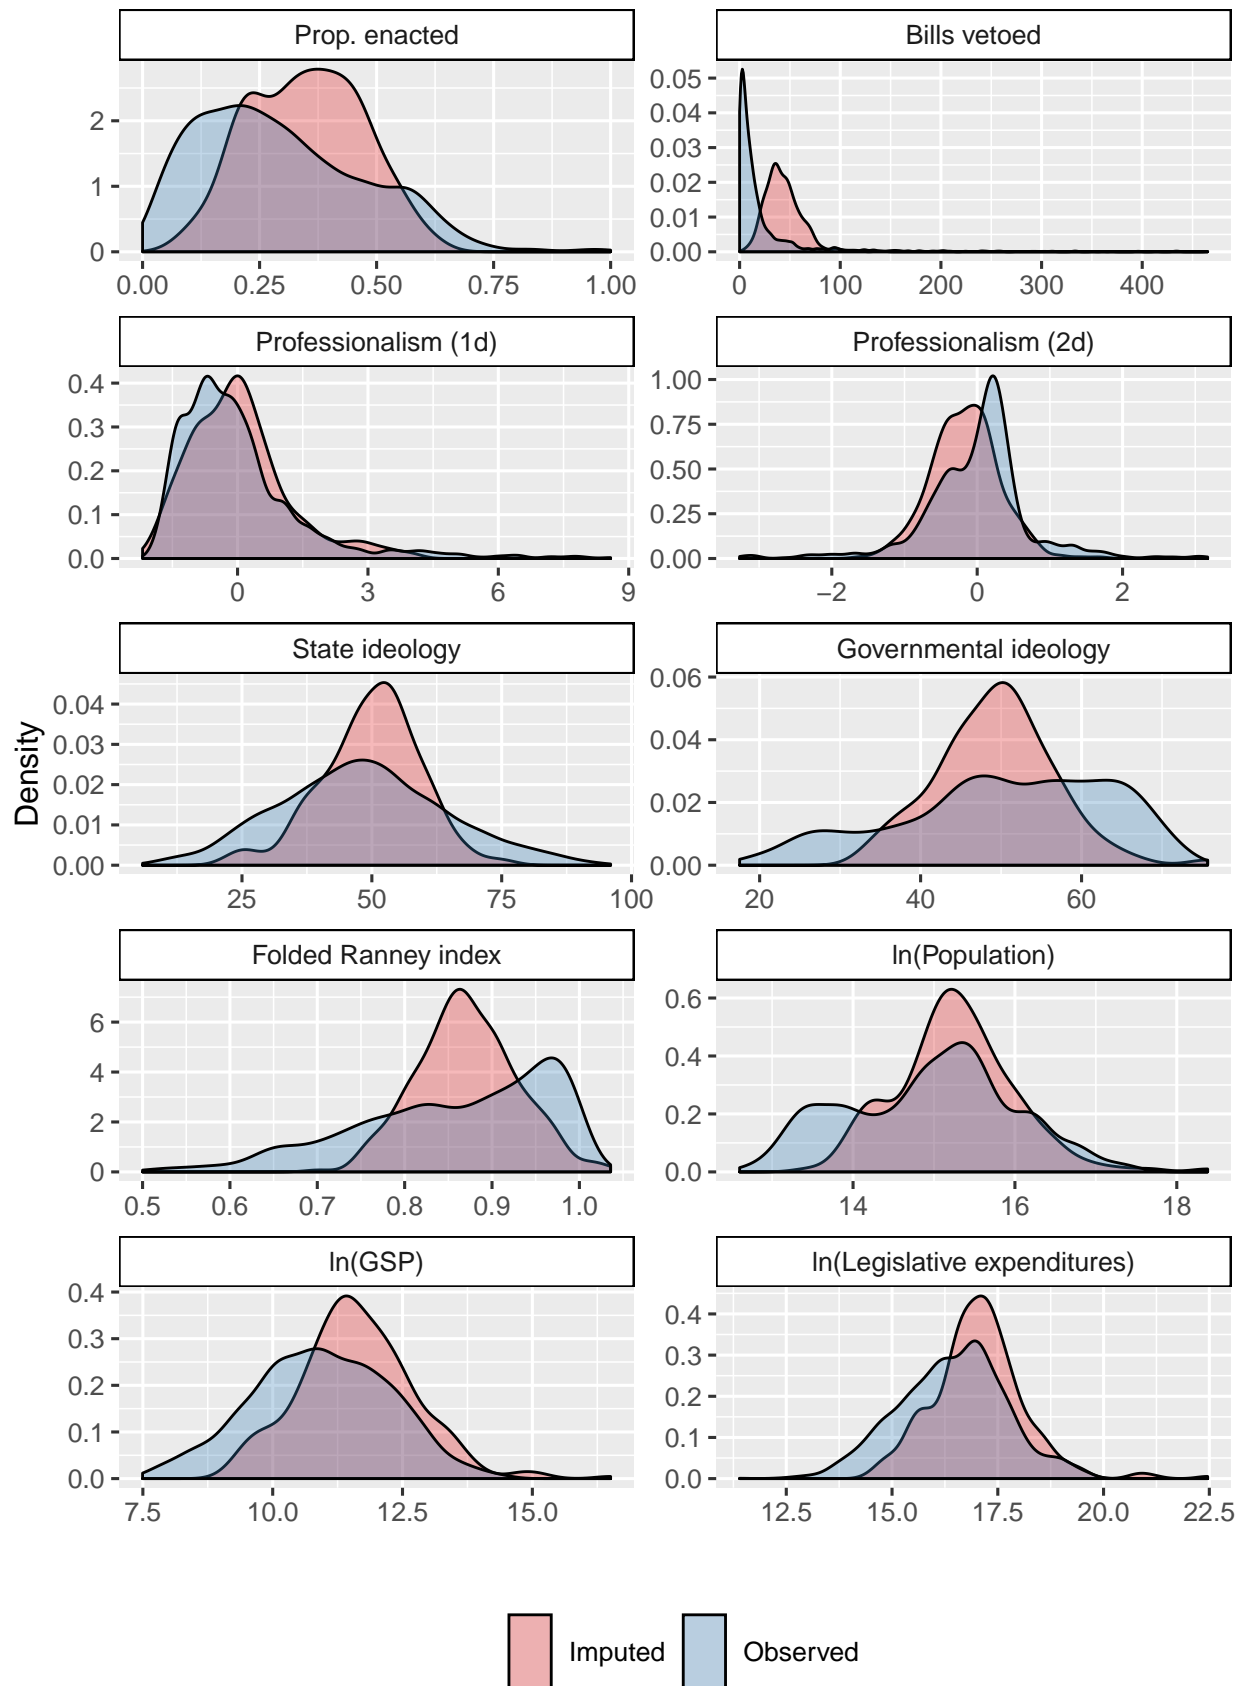 Prop. enacted
Bills vetoed
2
1
0
0.00 0.25 0.50 0.75 1.00
0.05
0.04
0.03
0.02
0.01
0.00
0 100 200 300 400
Professionalism (1d)
Professionalism (2d)
0.4
0.3
0.2
0.1
0.0
0 3 6 9
1.00
0.75
0.50
0.25
0.00
−2 0 2
State ideology
Governmental ideology
Density
0.04
0.03
0.02
0.01
0.00
25 50 75 100
0.06
0.04
0.02
0.00
20 40 60
Folded Ranney index
ln(Population)
6
4
2
0
0.5 0.6 0.7 0.8 0.9 1.0
0.6
0.4
0.2
0.0
14 16 18
ln(GSP)
ln(Legislative expenditures)
0.4
0.3
0.2
0.1
0.0
7.5 10.0 12.5 15.0
0.4
0.3
0.2
0.1
0.0
12.5 15.0 17.5 20.0 22.5
Imputed Observed